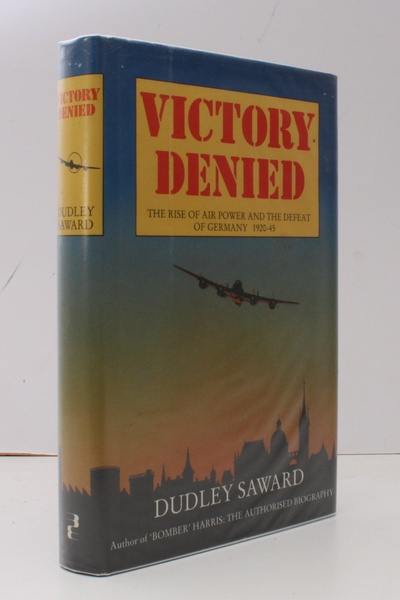 VICTORY
DENIED
DUDLEY
SAWARD
VICTORY
DENIED
THE RISE OF AIR POWER AND THE DEFEAT
OF GERMANY 1920-45
DUDLEY SAWARD
Author of 'BOMBER' HARRIS: THE AUTHORISED BIOGRAPHY